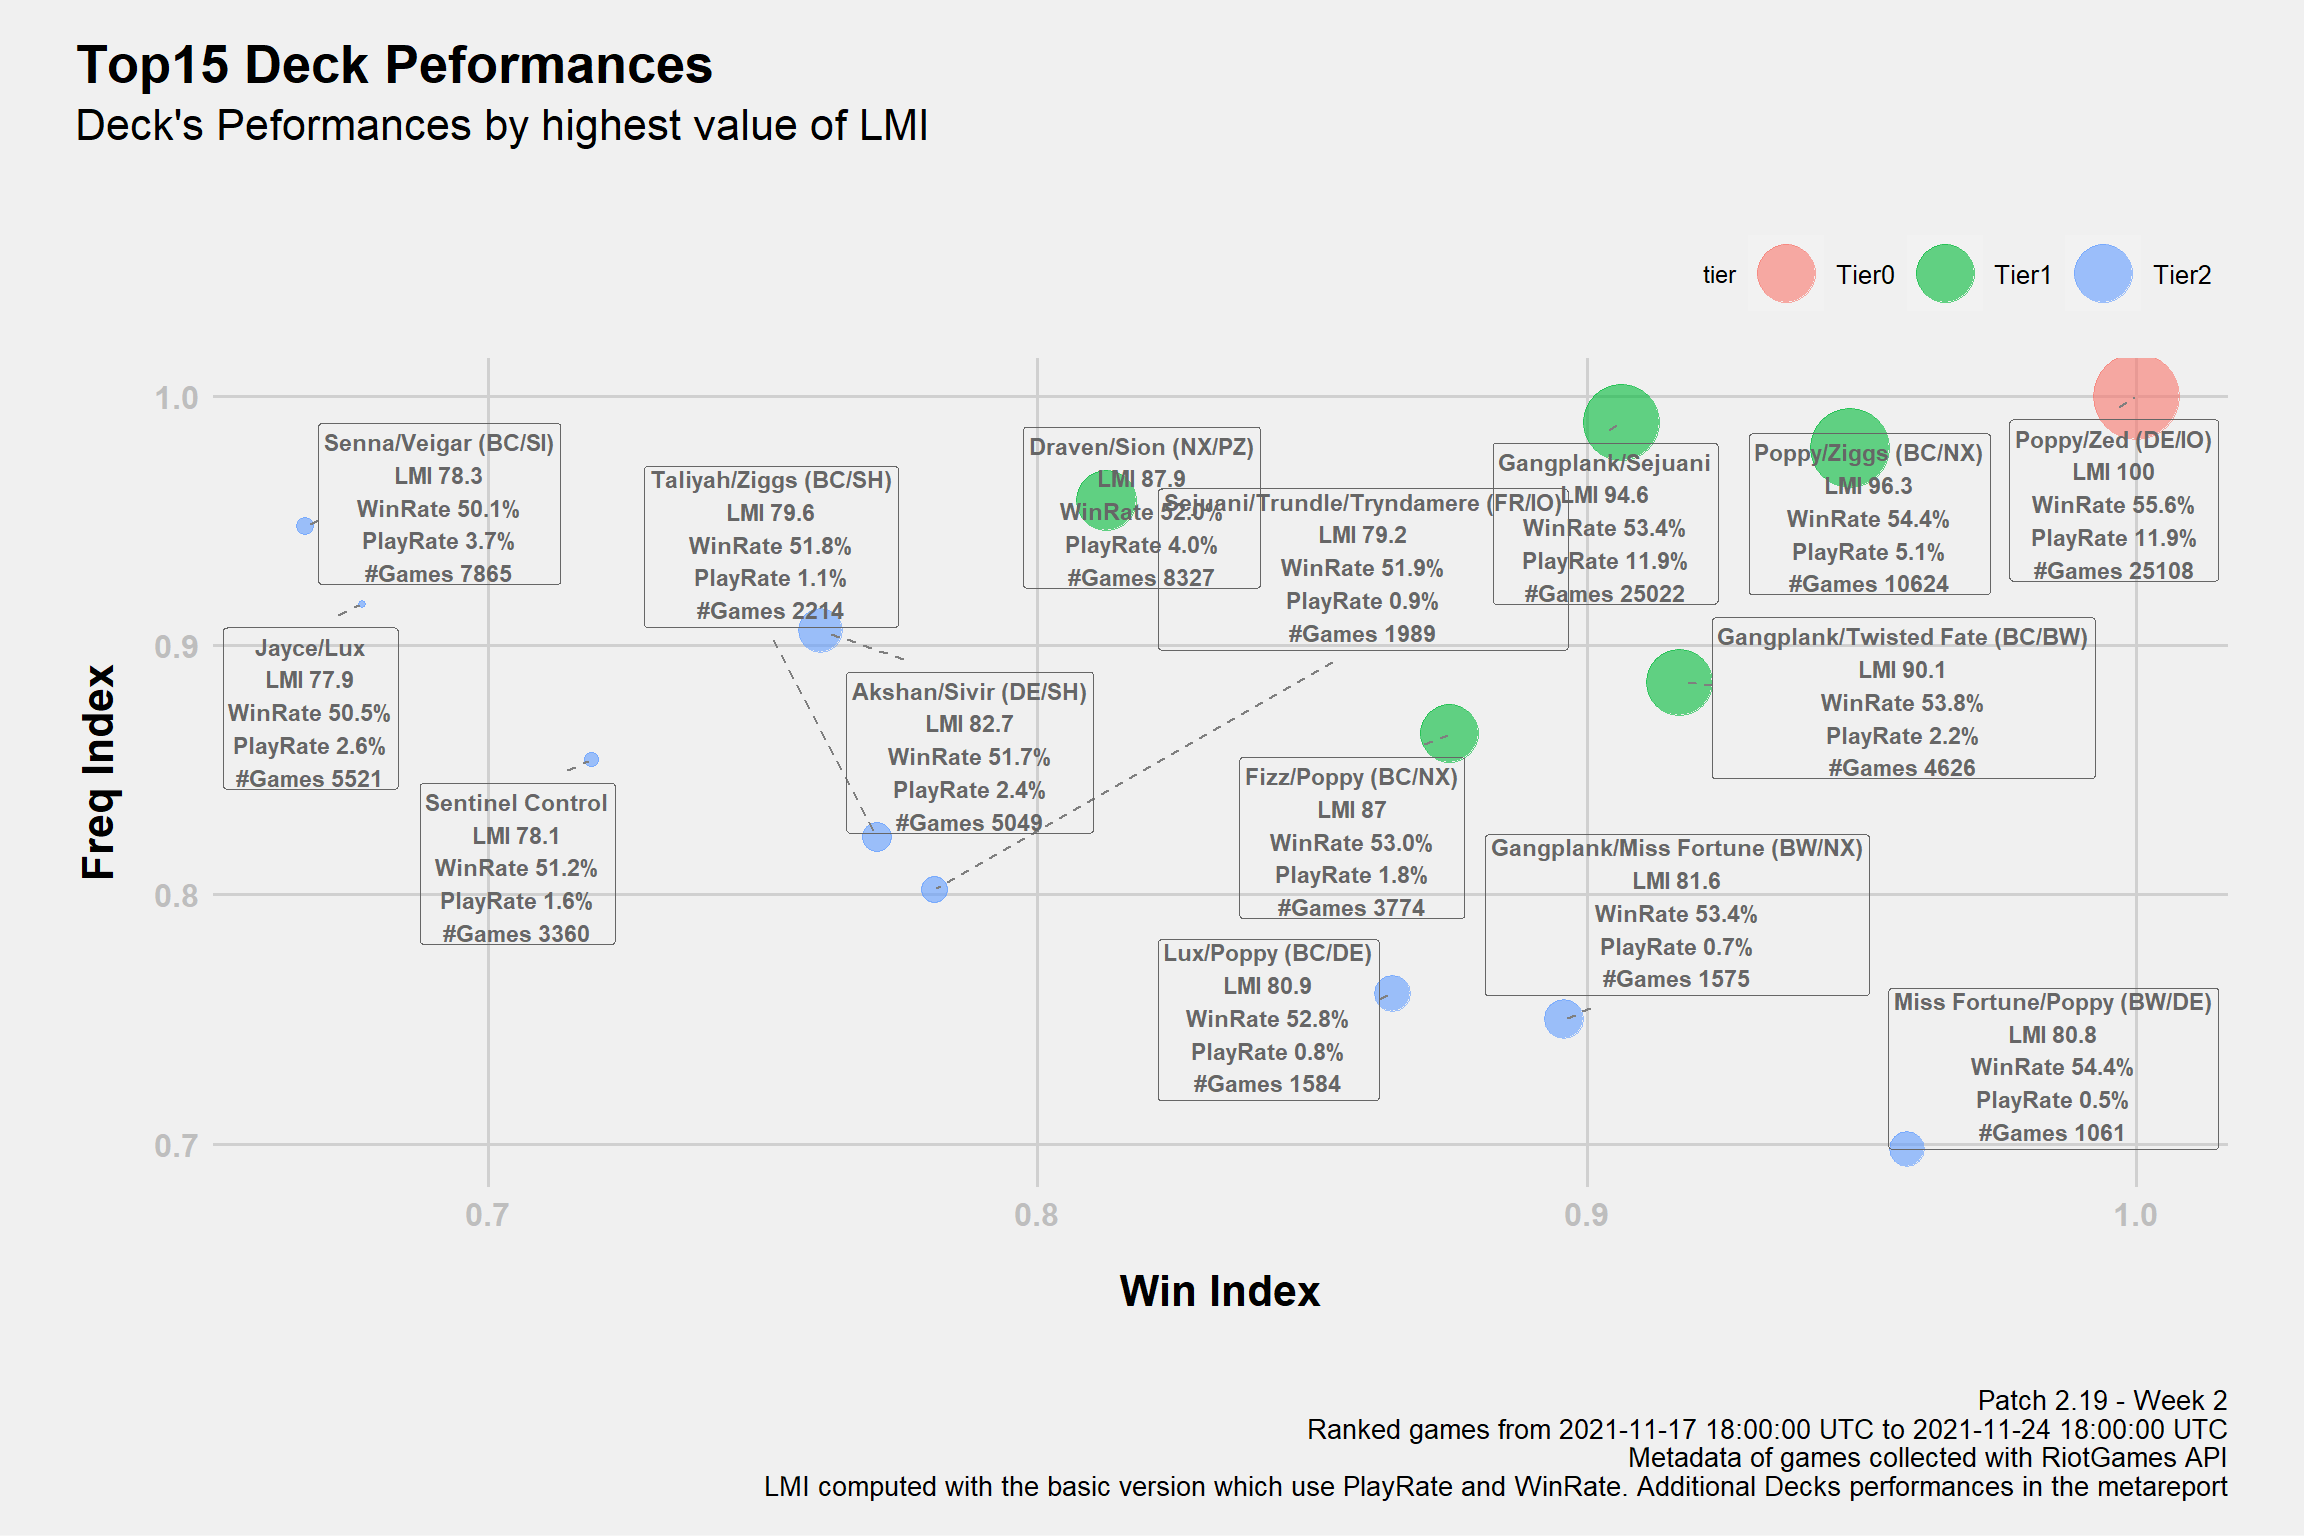 Top15 Deck Peformances
Deck's Peformances by highest value of LMI
tier
Tier0
Tier1
Tier2
Freq Index
1.0
0.9
0.8
0.7
Senna/Veigar (BC/SI)
LMI 78.3
WinRate 50.1%
PlayRate 3.7%
#Games 7865
Taliyah/Ziggs (BC/SH)
LMI 79.6
WinRate 51.8%
PlayRate 1.1%
#Games 2214
Draven/Sion (NX/PZ)
LMI 87.9
WinRate 52.0%
PlayRate 4.0%
#Games 8327
Sejuani/Trundle/Tryndamere (FR/IO)
LMI 79.2
WinRate 51.9%
PlayRate 0.9%
#Games 1989
Gangplank/Sejuani
LMI 94.6
WinRate 53.4%
PlayRate 11.9%
#Games 25022
Poppy/Ziggs (BC/NX)
LMI 96.3
WinRate 54.4%
PlayRate 5.1%
#Games 10624
Poppy/Zed (DE/IO)
LMI 100
WinRate 55.6%
PlayRate 11.9%
#Games 25108
Jayce/Lux
LMI 77.9
WinRate 50.5%
PlayRate 2.6%
#Games 5521
Akshan/Sivir (DE/SH)
LMI 82.7
WinRate 51.7%
PlayRate 2.4%
#Games 5049
Gangplank/Twisted Fate (BC/BW)
LMI 90.1
WinRate 53.8%
PlayRate 2.2%
#Games 4626
Sentinel Control
LMI 78.1
WinRate 51.2%
PlayRate 1.6%
#Games 3360
Fizz/Poppy (BC/NX)
LMI 87
WinRate 53.0%
PlayRate 1.8%
#Games 3774
Gangplank/Miss Fortune (BW/NX)
LMI 81.6
WinRate 53.4%
PlayRate 0.7%
#Games 1575
Lux/Poppy (BC/DE)
LMI 80.9
WinRate 52.8%
PlayRate 0.8%
#Games 1584
Miss Fortune/Poppy (BW/DE)
LMI 80.8
WinRate 54.4%
PlayRate 0.5%
#Games 1061
0.7
0.8
0.9
1.0
Win Index
Patch 2.19 - Week 2
Ranked games from 2021-11-17 18:00:00 UTC to 2021-11-24 18:00:00 UTC
Metadata of games collected with RiotGames API
LMI computed with the basic version which use PlayRate and WinRate. Additional Decks performances in the metareport